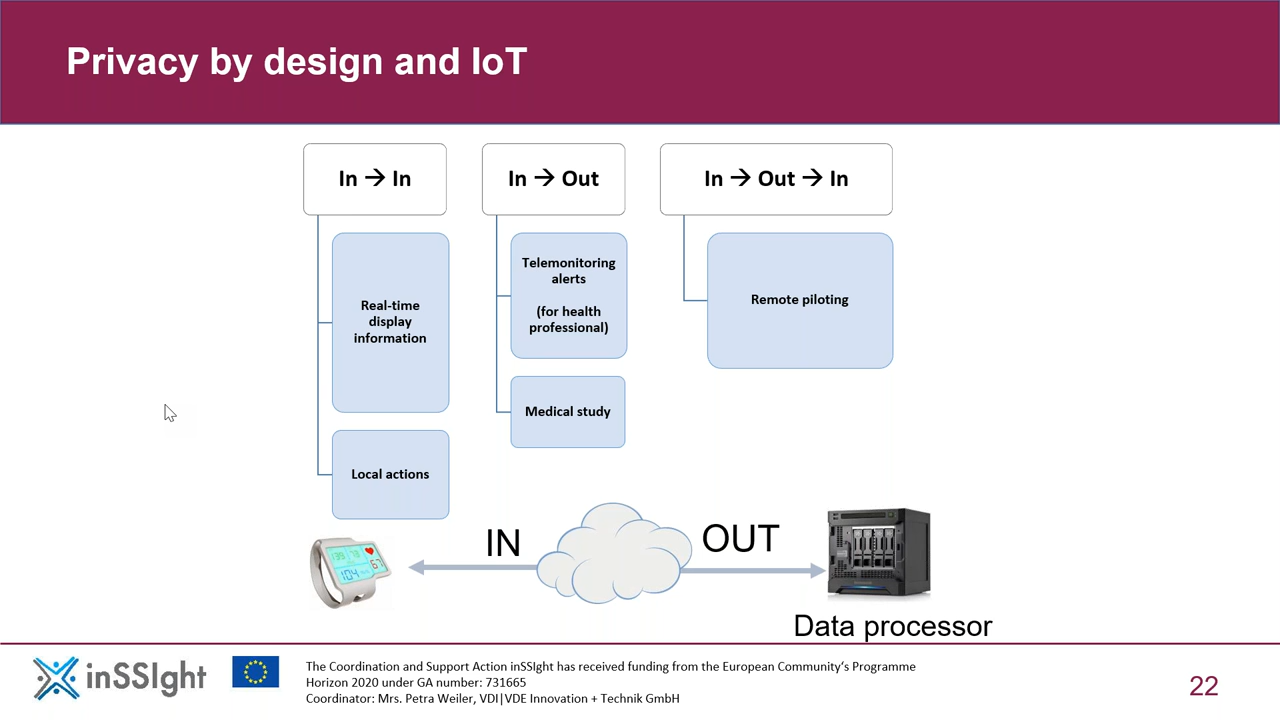 Privacy by design and IoT
In → In
In → Out
In → Out → In
Real-time
display
information
Local actions
Telemonitoring
alerts
(for health
professional)
Medical study
Remote piloting
IN
OUT
Data processor
inSSIght
The Coordination and Support Action inSSIght has received funding from the European Community's Programme
Horizon 2020 under GA number: 731665
Coordinator: Mrs. Petra Weiler, VDI|VDE Innovation + Technik GmbH
22